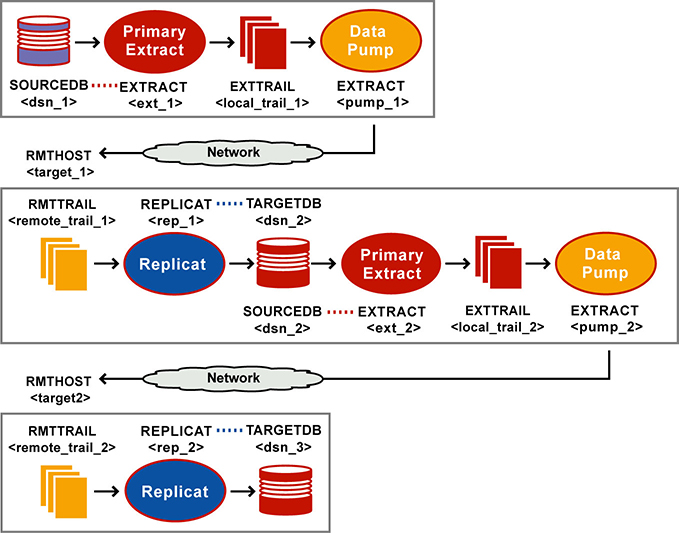 Primary
Extract
Data
Pump
SOURCEDB
<dsn_1>
EXTRACT
<ext_1>
EXTTRAIL
<local_trail_1>
EXTRACT
<pump_1>
Network
RMTHOST
<target_1>
RMTTRAIL
<remote_trail_1>
REPLICAT
<rep_1>
TARGETDB
<dsn_2>
Replicat
Primary
Extract
Data
Pump
SOURCEDB
<dsn_2>
EXTRACT
<ext_2>
EXTTRAIL
<local_trail_2>
EXTRACT
<pump_2>
Network
RMTHOST
<target2>
RMTTRAIL
<remote_trail_2>
REPLICAT
<rep_2>
TARGETDB
<dsn_3>
Replicat